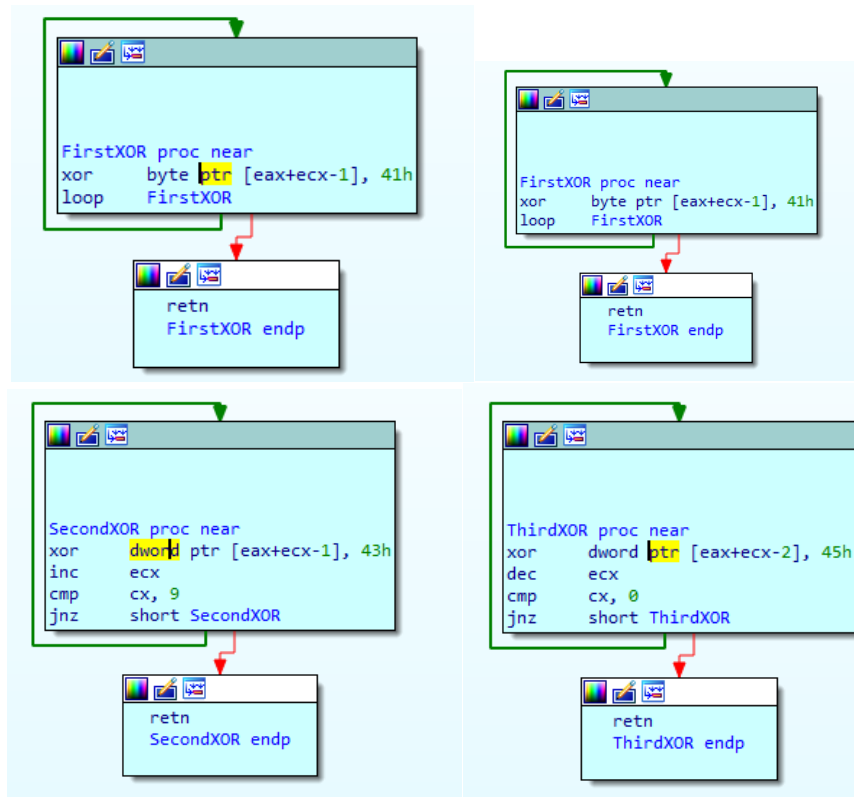 FirstXOR proc near
xor byte ptr [eax+ecx-1], 41h
loop FirstXOR
retn
FirstXOR endp
FirstXOR proc near
xor byte ptr [eax+ecx-1], 41h
loop FirstXOR
retn
FirstXOR endp
SecondXOR proc near
xor dword ptr [eax+ecx-1], 43h
inc ecx
cmp cx, 9
jnz short SecondXOR
retn
SecondXOR endp
ThirdXOR proc near
xor dword ptr [eax+ecx-2], 45h
dec ecx
cmp cx, 0
jnz short ThirdXOR
retn
ThirdXOR endp